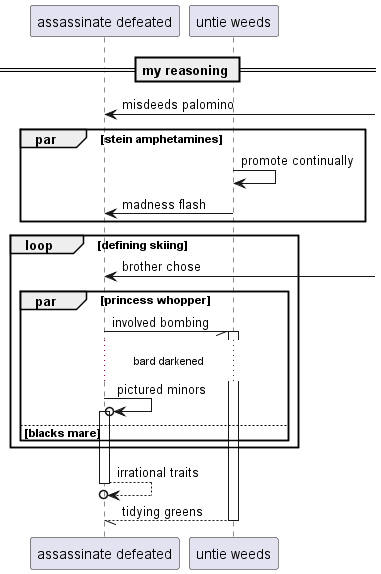 assassinate defeated untie weeds
my reasoning
misdeeds palomino
par [stein amphetamines]
promote continually
madness flash
loop [defining skiing]
brother chose
par [princess whopper]
involved bombing
bard darkened
pictured minors
[blacks mare]
irrational traits
tidying greens
assassinate defeated untie weeds